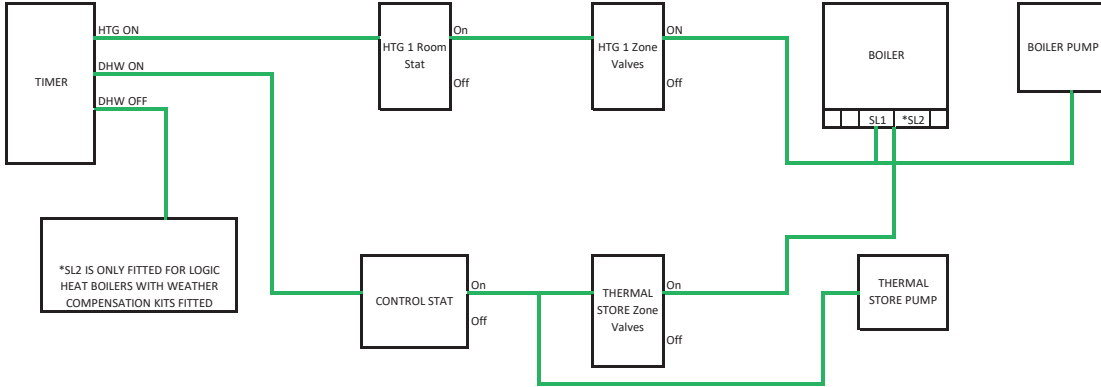 TIMER
HTG ON
DHW ON
DHW OFF
HTG 1 Room
Stat
On
Off
HTG 1 Zone
Valves
ON
Off
BOILER
SL1
*SL2
BOILER PUMP
*SL2 IS ONLY FITTED FOR LOGIC
HEAT BOILERS WITH WEATHER
COMPENSATION KITS FITTED
CONTROL STAT
On
Off
THERMAL
STORE Zone
Valves
On
Off
THERMAL
STORE PUMP